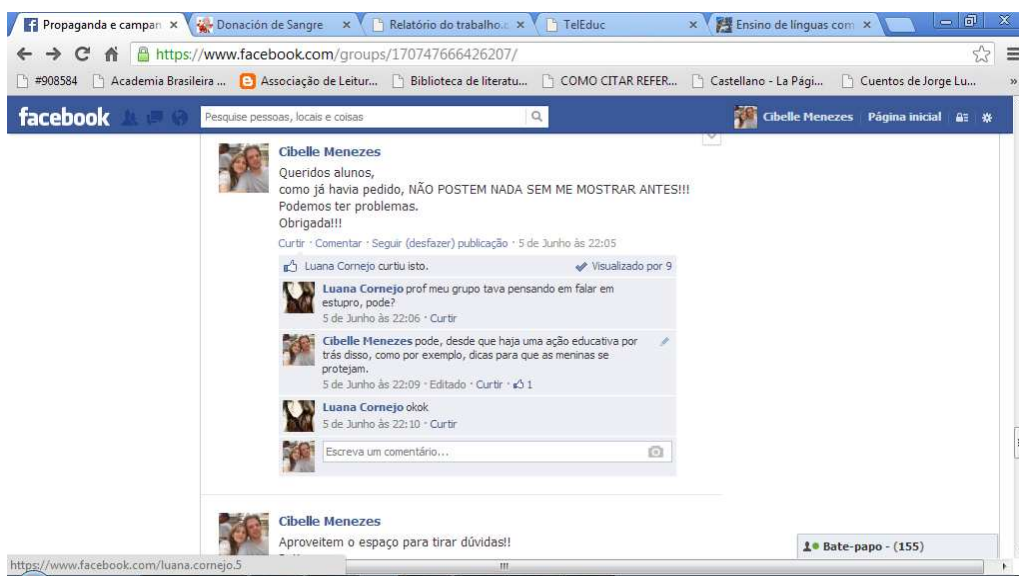 Propaganda e campan
Donación de Sangre
Relatório do trabalho.
TelEduc
Ensino de línguas com
https://www.facebook.com/groups/170747666426207/
#908584
Academia Brasileira ...
Associação de Leitur...
Biblioteca de literatu...
COMO CITAR REFER...
Castellano - La Pági...
Cuentos de Jorge Lu...
»
facebook
Pesquise pessoas, locais e coisas
Cibelle Menezes
Página inicial
Cibelle Menezes
Queridos alunos,
como já havia pedido, NÃO POSTEM NADA SEM ME MOSTRAR ANTES!!!
Podemos ter problemas.
Obrigada!!!
Curtir · Comentar · Seguir (desfazer) publicação · 5 de Junho às 22:05
Luana Cornejo curtiu isto.
Visualizado por 9
Luana Cornejo prof meu grupo tava pensando em falar em
estupro, pode?
5 de Junho às 22:06 · Curtir
Cibelle Menezes pode, desde que haja uma ação educativa por
trás disso, como por exemplo, dicas para que as meninas se
protejam.
5 de Junho às 22:09 · Editado · Curtir · 1
Luana Cornejo okok
5 de Junho às 22:10 · Curtir
Escreva um comentário...
Cibelle Menezes
Aproveitem o espaço para tirar dúvidas!!
Bate-papo - (155)
https://www.facebook.com/luana.cornejo.5